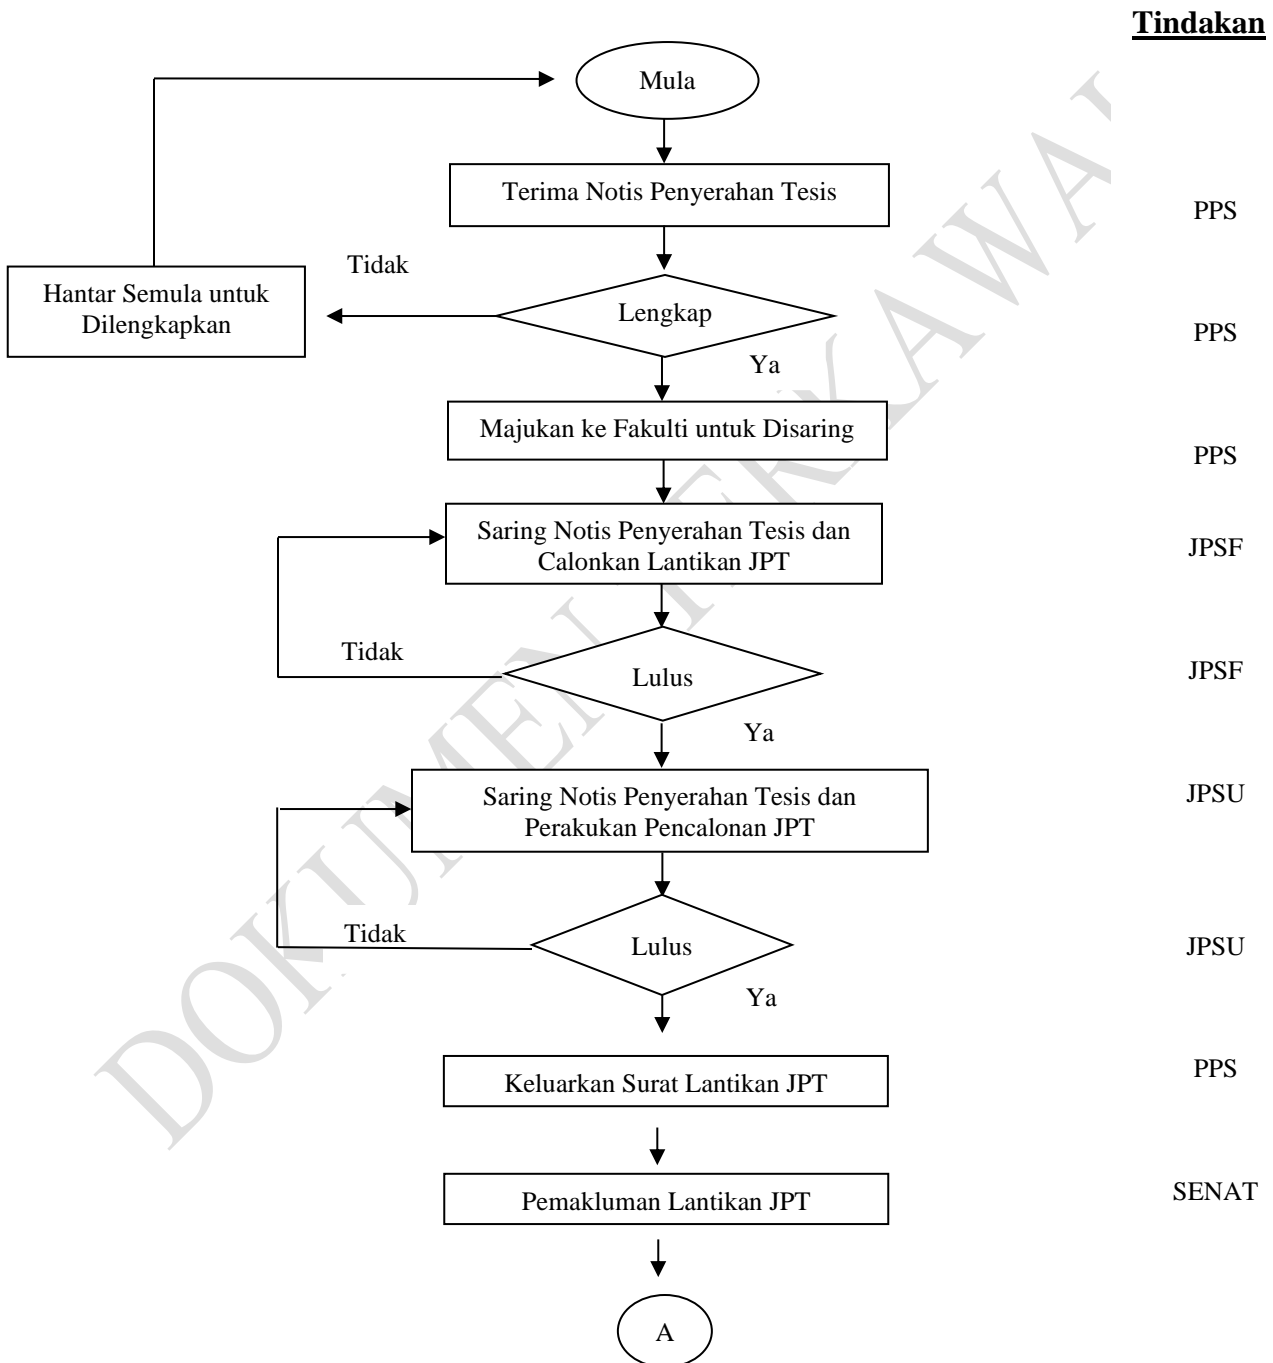 Tindakan
Mula
Terima Notis Penyerahan Tesis
PPS
Tidak
Hantar Semula untuk
Dilengkapkan
Lengkap
PPS
Ya
Majukan ke Fakulti untuk Disaring
PPS
Saring Notis Penyerahan Tesis dan
Calonkan Lantikan JPT
JPSF
Tidak
Lulus
JPSF
Ya
Saring Notis Penyerahan Tesis dan
Perakukan Pencalonan JPT
JPSU
Tidak
Lulus
JPSU
Ya
Keluarkan Surat Lantikan JPT
PPS
Pemakluman Lantikan JPT
SENAT
A
DOKUMEN